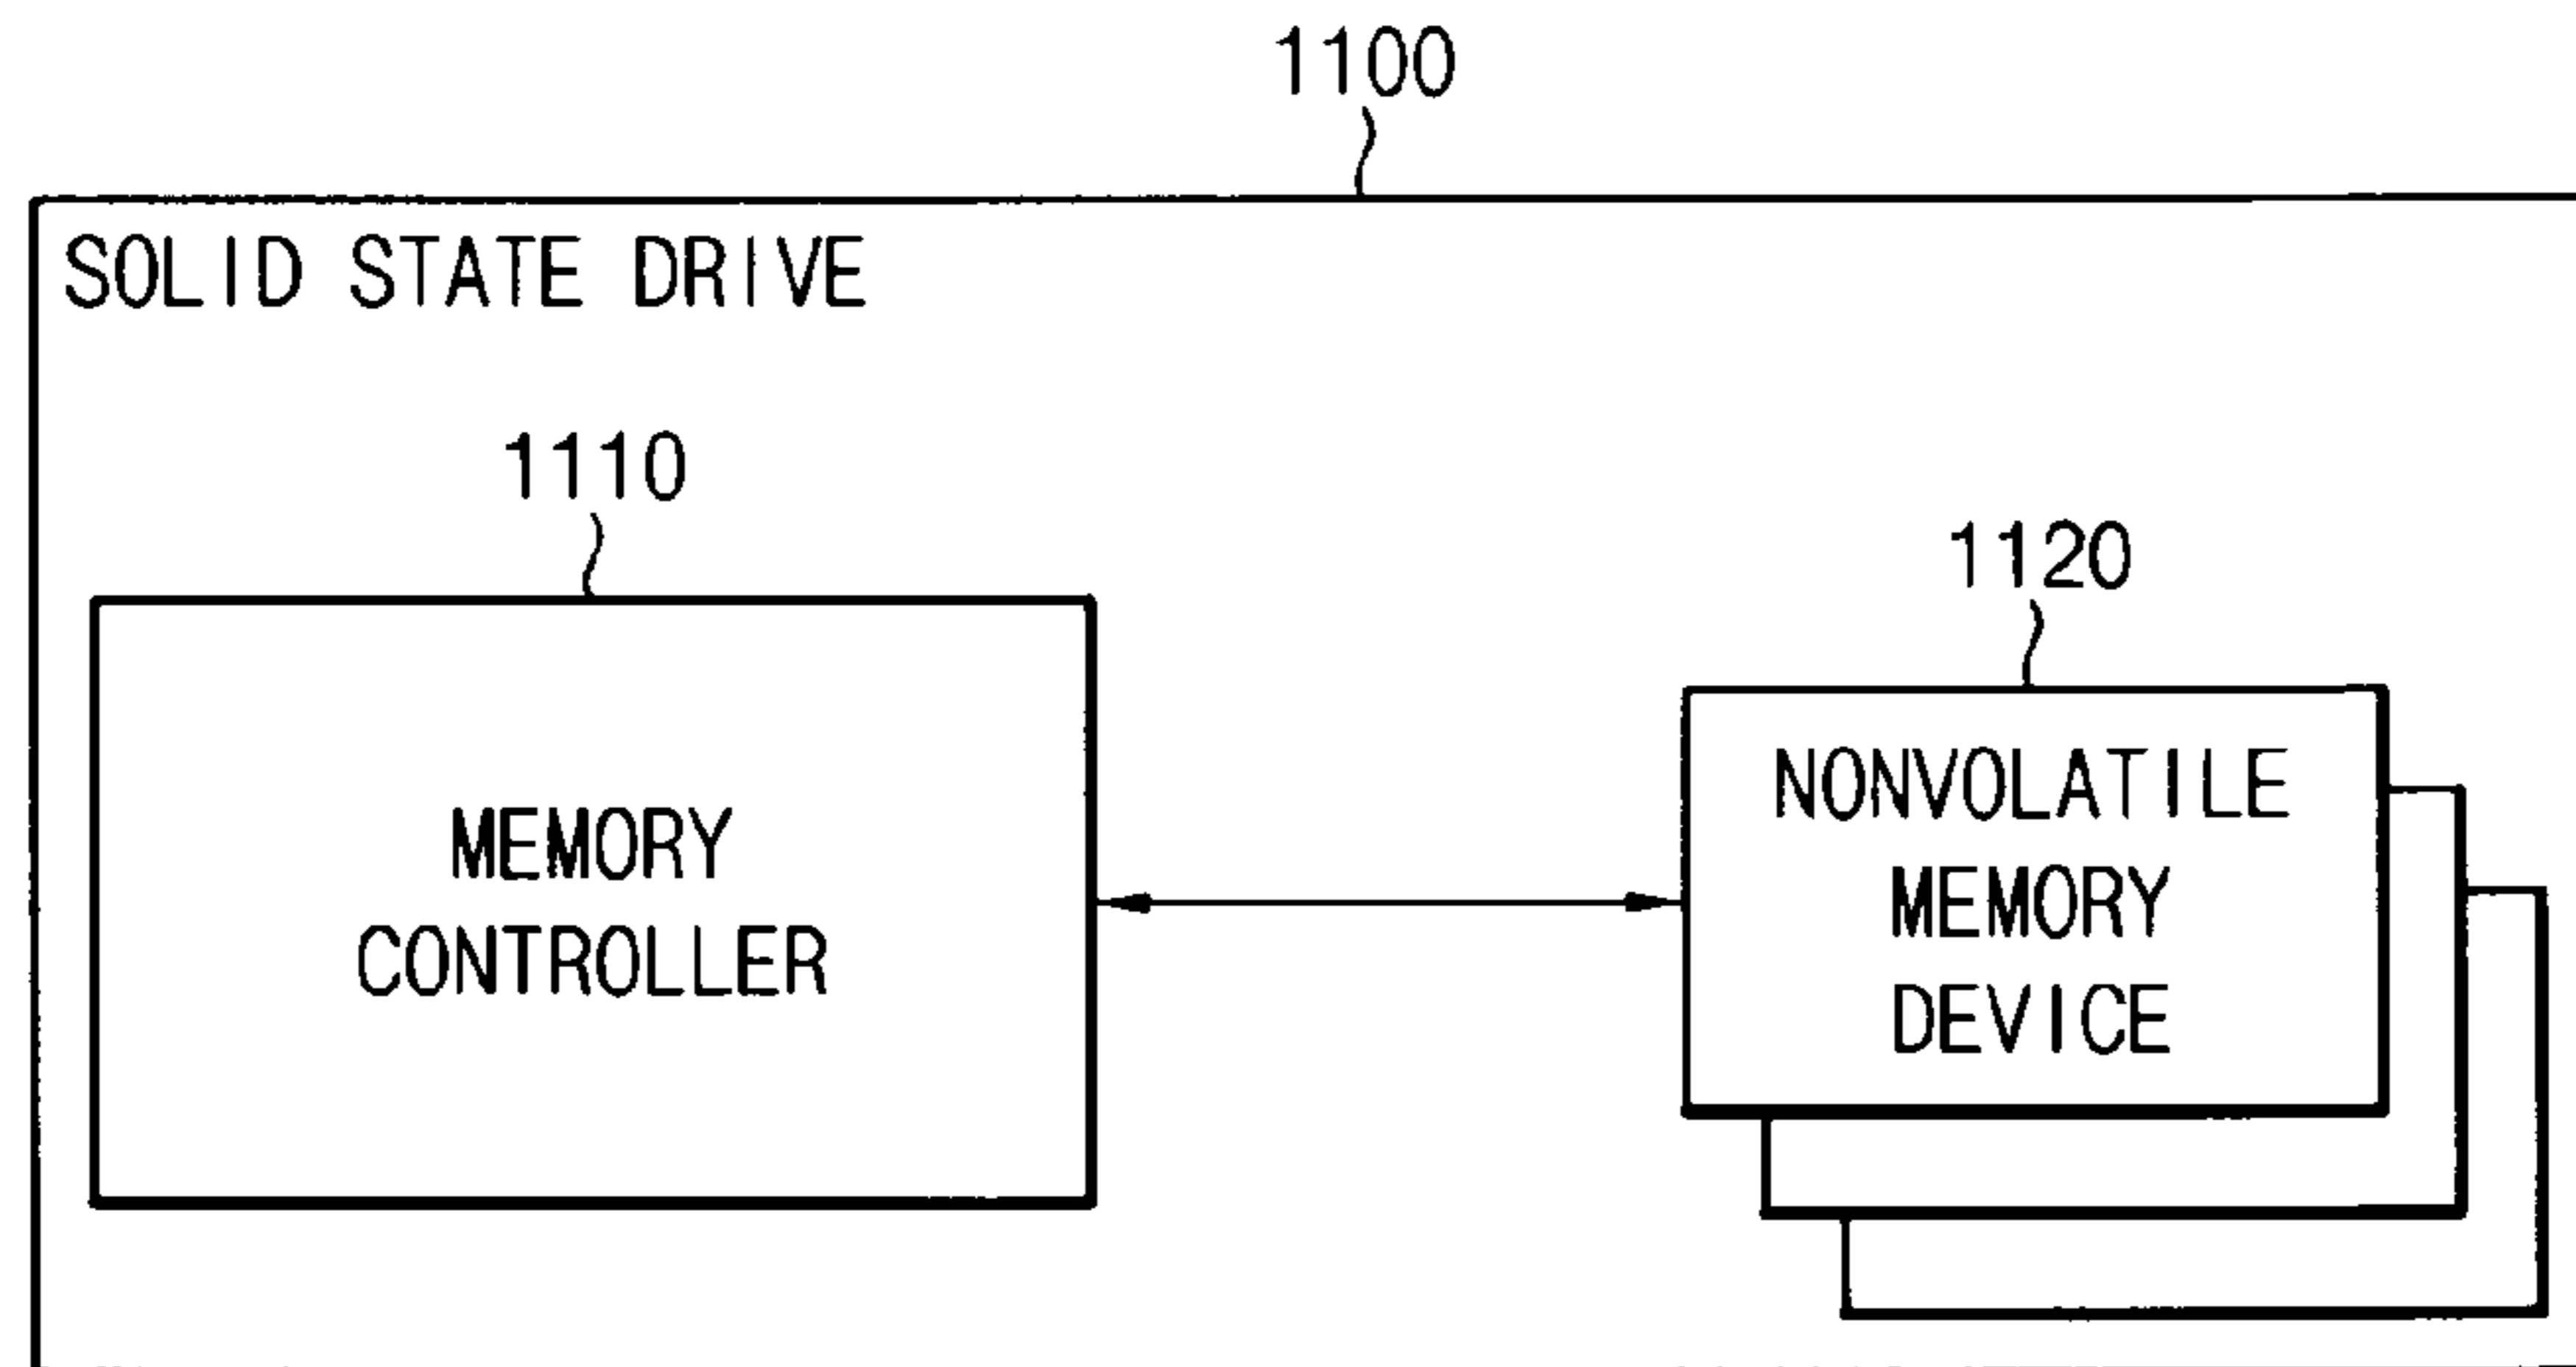 1100
SOLID STATE DRIVE
1110
1120
MEMORY
CONTROLLER
NONVOLATILE
MEMORY
DEVICE